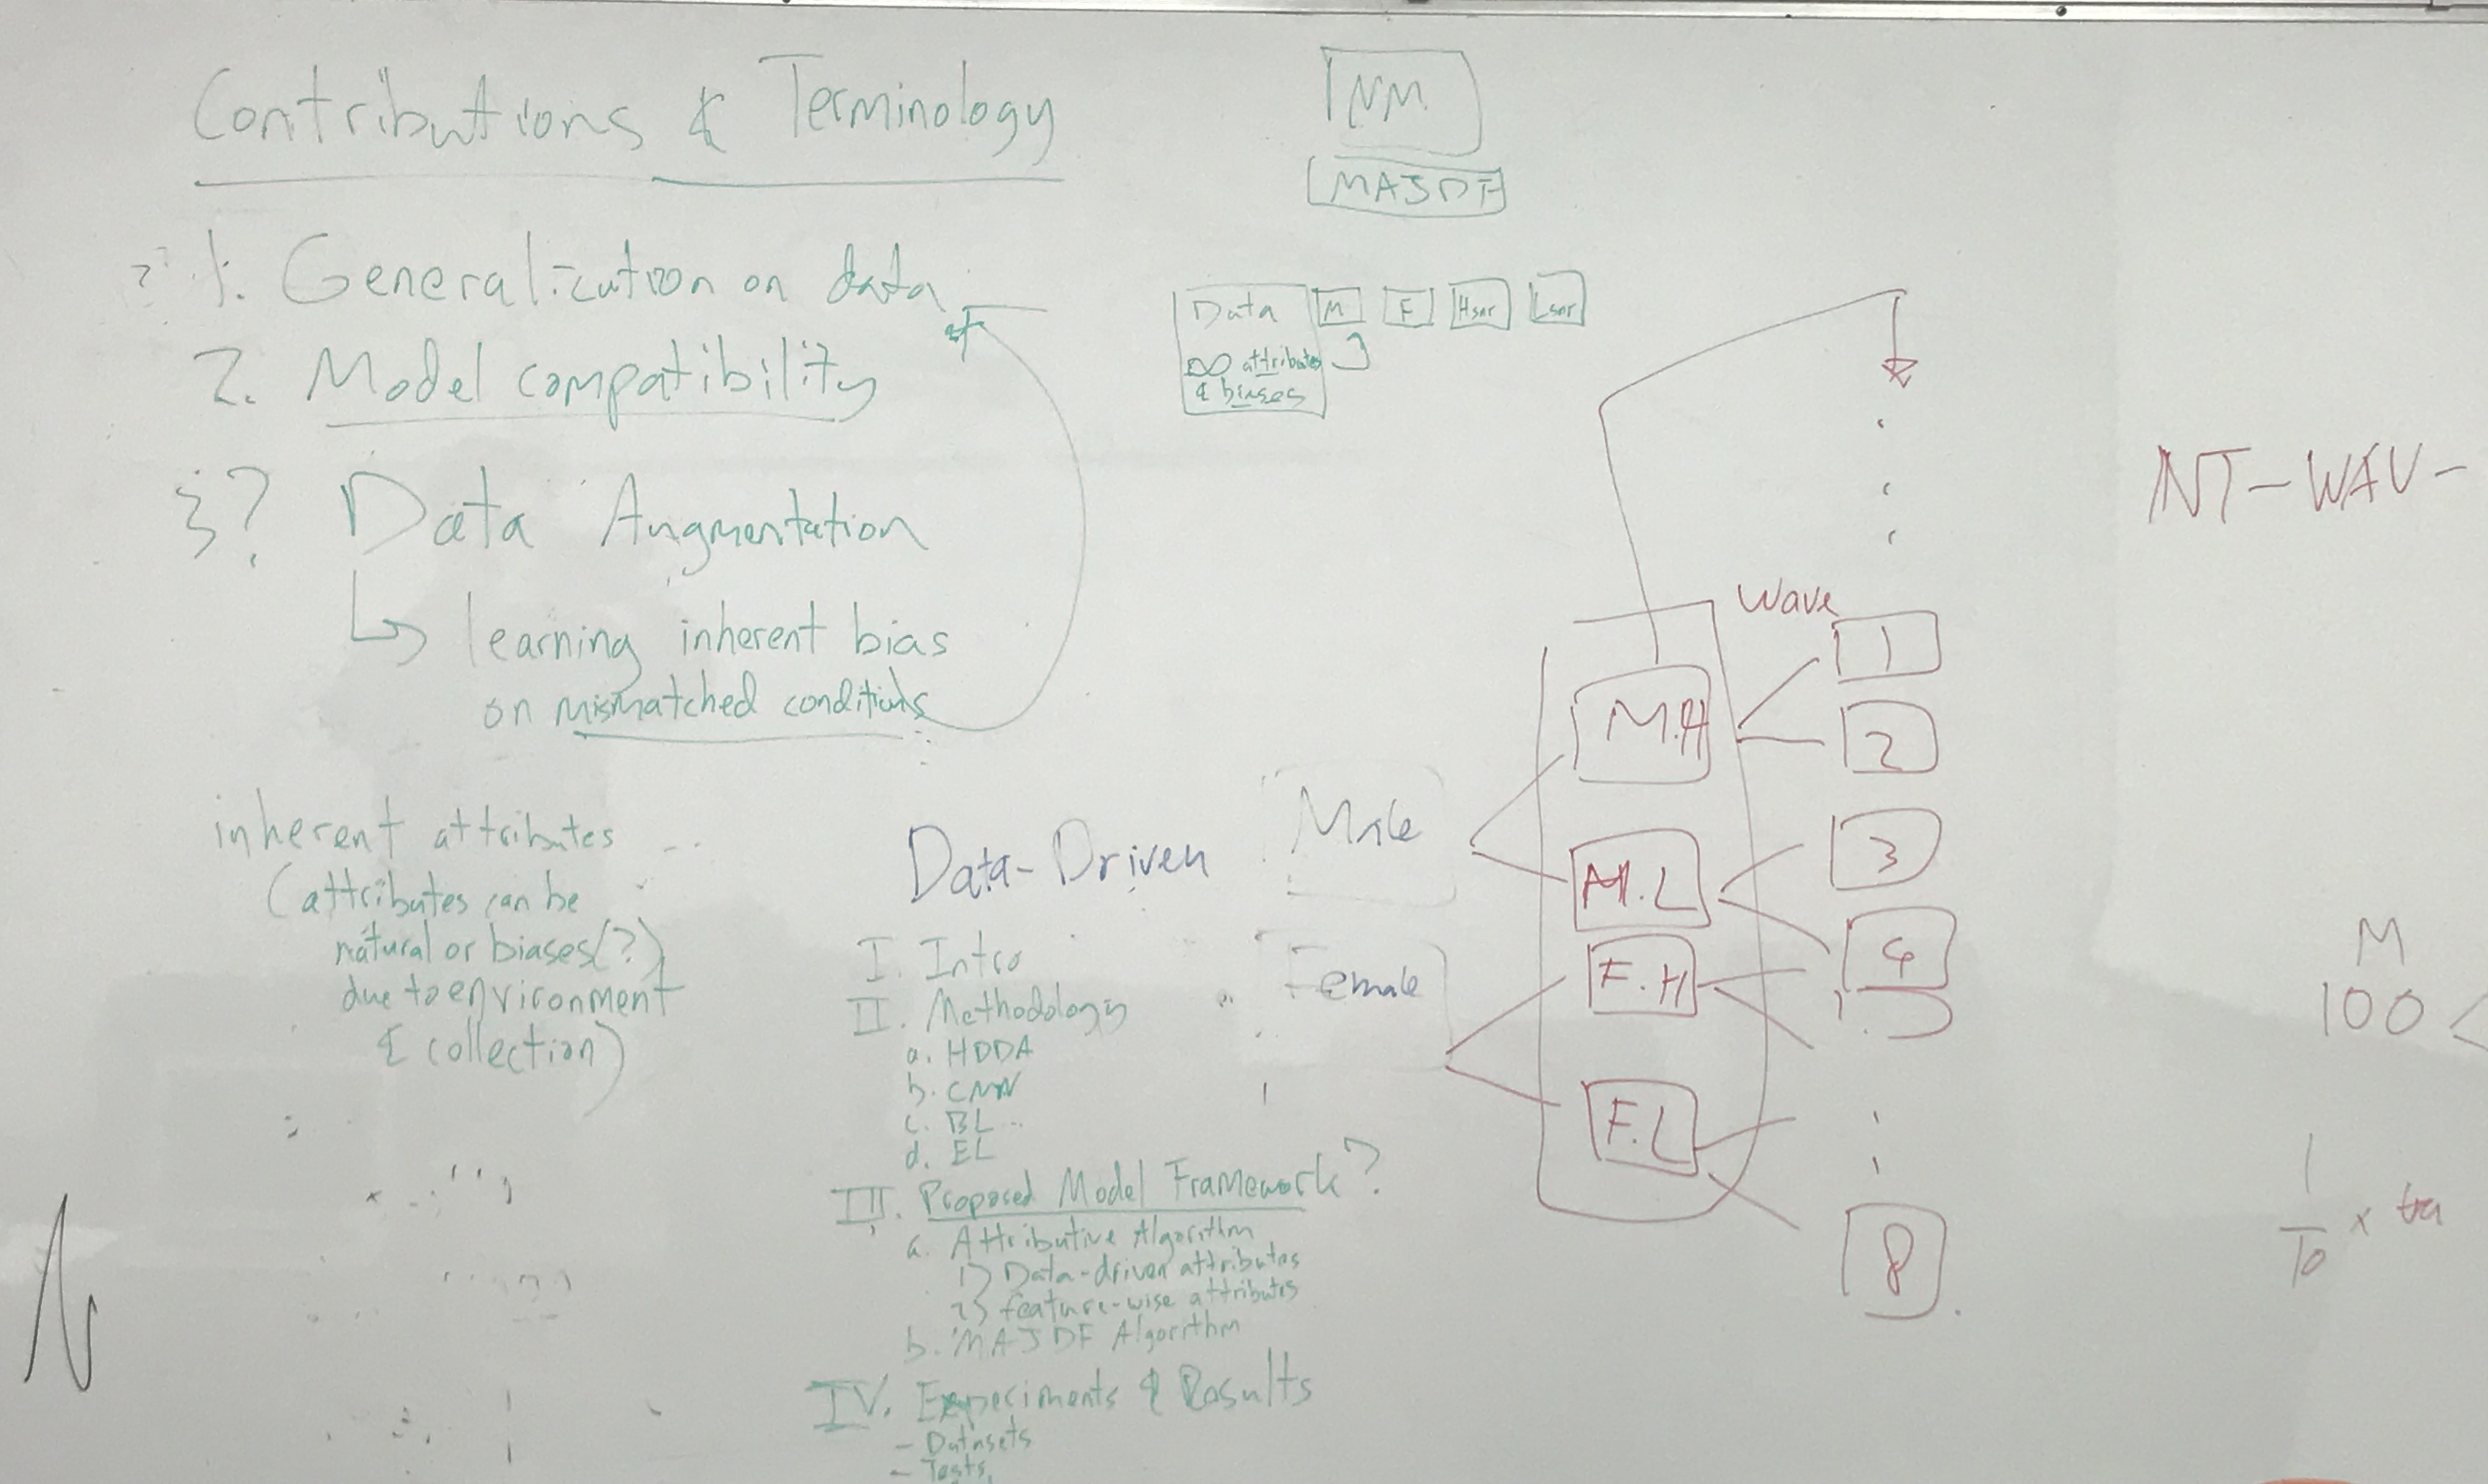 Contributions & Terminology
1. Generalization on data
2. Model compatibility
3? Data Augmentation
learning inherent bias
on mismatched conditions
inherent attributes
(attributes can be
natural or biases(?)
due to environment
& collection)
NM.
MAJDF
Data M F Hsnr Lsnr
∞ attributes
& biases
Data-Driven
I. Intro
II. Methodology
a. HDDA
b. CNN
c. BL
d. EL
III. Proposed Model Framework?
a. Attributive Algorithm
1) Data-driven attributes
2) feature-wise attributes
b. MAJDF Algorithm
IV. Experiments & Results
- Datasets
- Tests
Male
Female
M.H
M.L
F.H
F.L
Wave
1
2
3
4
8
NT-WAV-
M
100
1/10 x